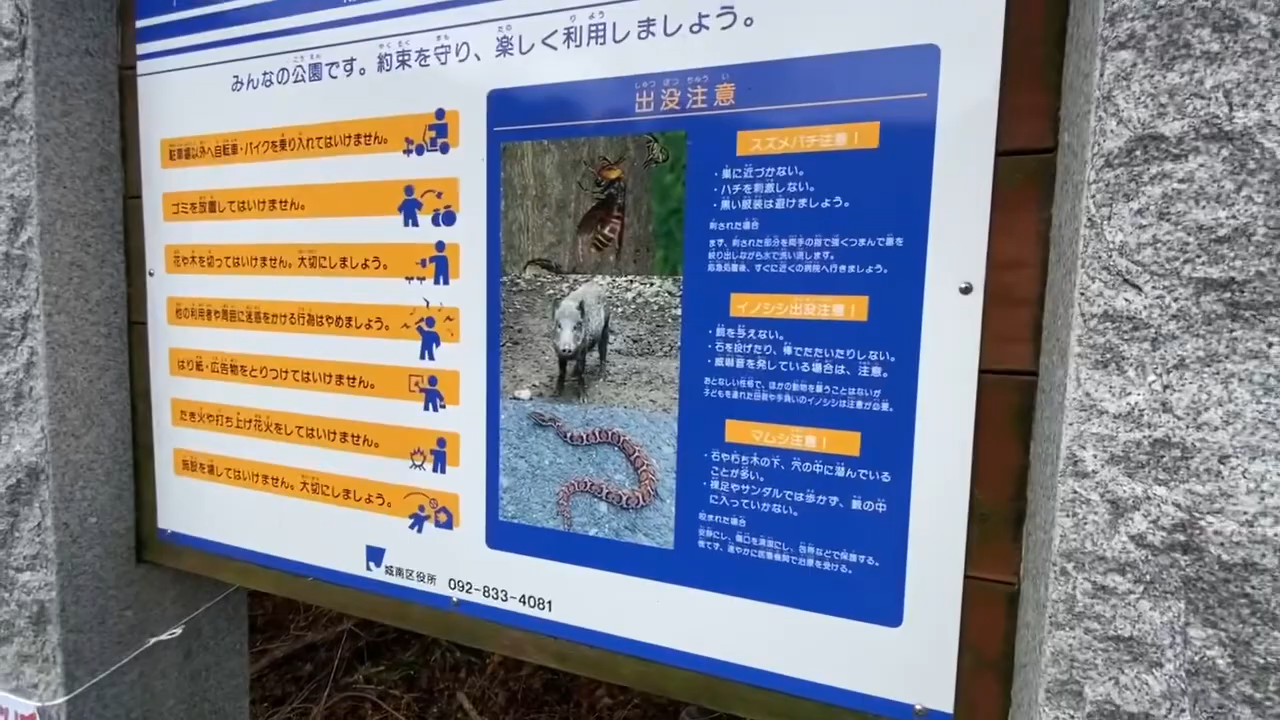 みんなの公園です。約束を守り、楽しく利用しましょう。
駐車場以外へ自転車・バイクを乗り入れてはいけません。
ゴミを放置してはいけません。
花や木を切ってはいけません。大切にしましょう。
他の利用者や周囲に迷惑をかける行為はやめましょう。
はり紙・広告物をとりつけてはいけません。
たき火や打ち上げ花火をしてはいけません。
施設を壊してはいけません。大切にしましょう。
出没注意
スズメバチ注意！
・巣に近づかない。
・ハチを刺激しない。
・黒い服装は避けましょう。
刺された場合
まず、刺された部分を両手の指で強くつまんで毒を
絞り出しながら水で洗い流します。
応急処置後、すぐに近くの病院へ行きましょう。
イノシシ出没注意！
・餌を与えない。
・石を投げたり、棒でたたいたりしない。
・威嚇音を発している場合は、注意。
おとなしい性格で、ほかの動物を襲うことはないが
子どもを連れた母親や手負いのイノシシは注意が必要。
マムシ注意！
・石や朽ち木の下、穴の中に潜んでいる
ことが多い。
・裸足やサンダルでは歩かず、藪の中
に入っていかない。
咬まれた場合
安静にし、傷口を清潔にし、包帯などで保護する。
慌てず、速やかに医療機関で治療を受ける。
城南区役所 092-833-4081